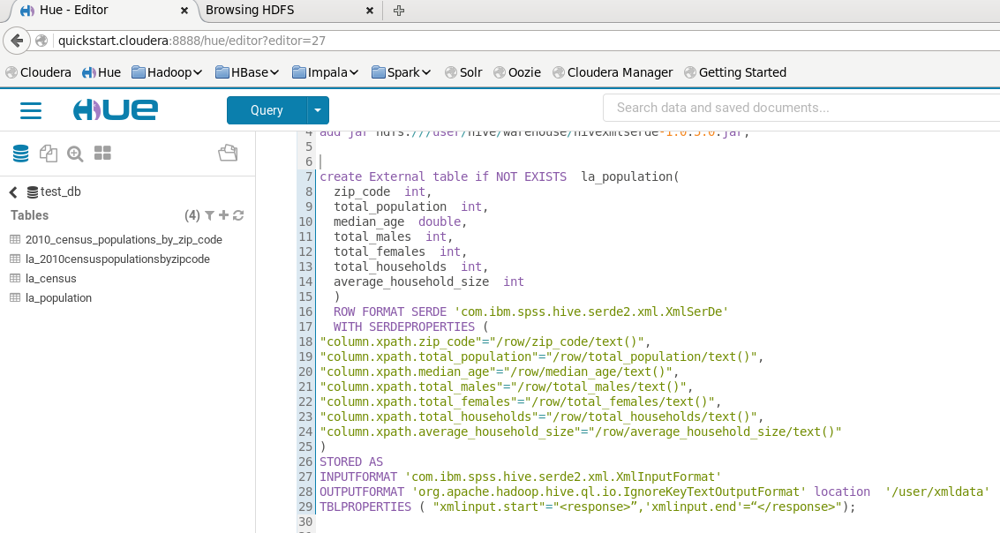 Hue - Editor
Browsing HDFS
quickstart.cloudera:8888/hue/editor?editor=27
Cloudera Hue Hadoop HBase Impala Spark Solr Oozie Cloudera Manager Getting Started
HUE Query Search data and saved documents...
test_db
Tables (4)
2010_census_populations_by_zip_code
la_2010censuspopulationsbyzipcode
la_census
la_population
4 add jar hdfs:///user/hive/warehouse/hivexmlserde-1.0.5.0.jar;
5
6
7 create External table if NOT EXISTS  la_population(
8   zip_code  int,
9   total_population  int,
10   median_age  double,
11   total_males  int,
12   total_females  int,
13   total_households  int,
14   average_household_size  int
15   )
16   ROW FORMAT SERDE 'com.ibm.spss.hive.serde2.xml.XmlSerDe'
17   WITH SERDEPROPERTIES (
18 "column.xpath.zip_code"="/row/zip_code/text()",
19 "column.xpath.total_population"="/row/total_population/text()",
20 "column.xpath.median_age"="/row/median_age/text()",
21 "column.xpath.total_males"="/row/total_males/text()",
22 "column.xpath.total_females"="/row/total_females/text()",
23 "column.xpath.total_households"="/row/total_households/text()",
24 "column.xpath.average_household_size"="/row/average_household_size/text()"
25 )
26 STORED AS
27 INPUTFORMAT 'com.ibm.spss.hive.serde2.xml.XmlInputFormat'
28 OUTPUTFORMAT 'org.apache.hadoop.hive.ql.io.IgnoreKeyTextOutputFormat' location  '/user/xmldata'
29 TBLPROPERTIES ( "xmlinput.start"="<response>”,'xmlinput.end'=“</response>");
30